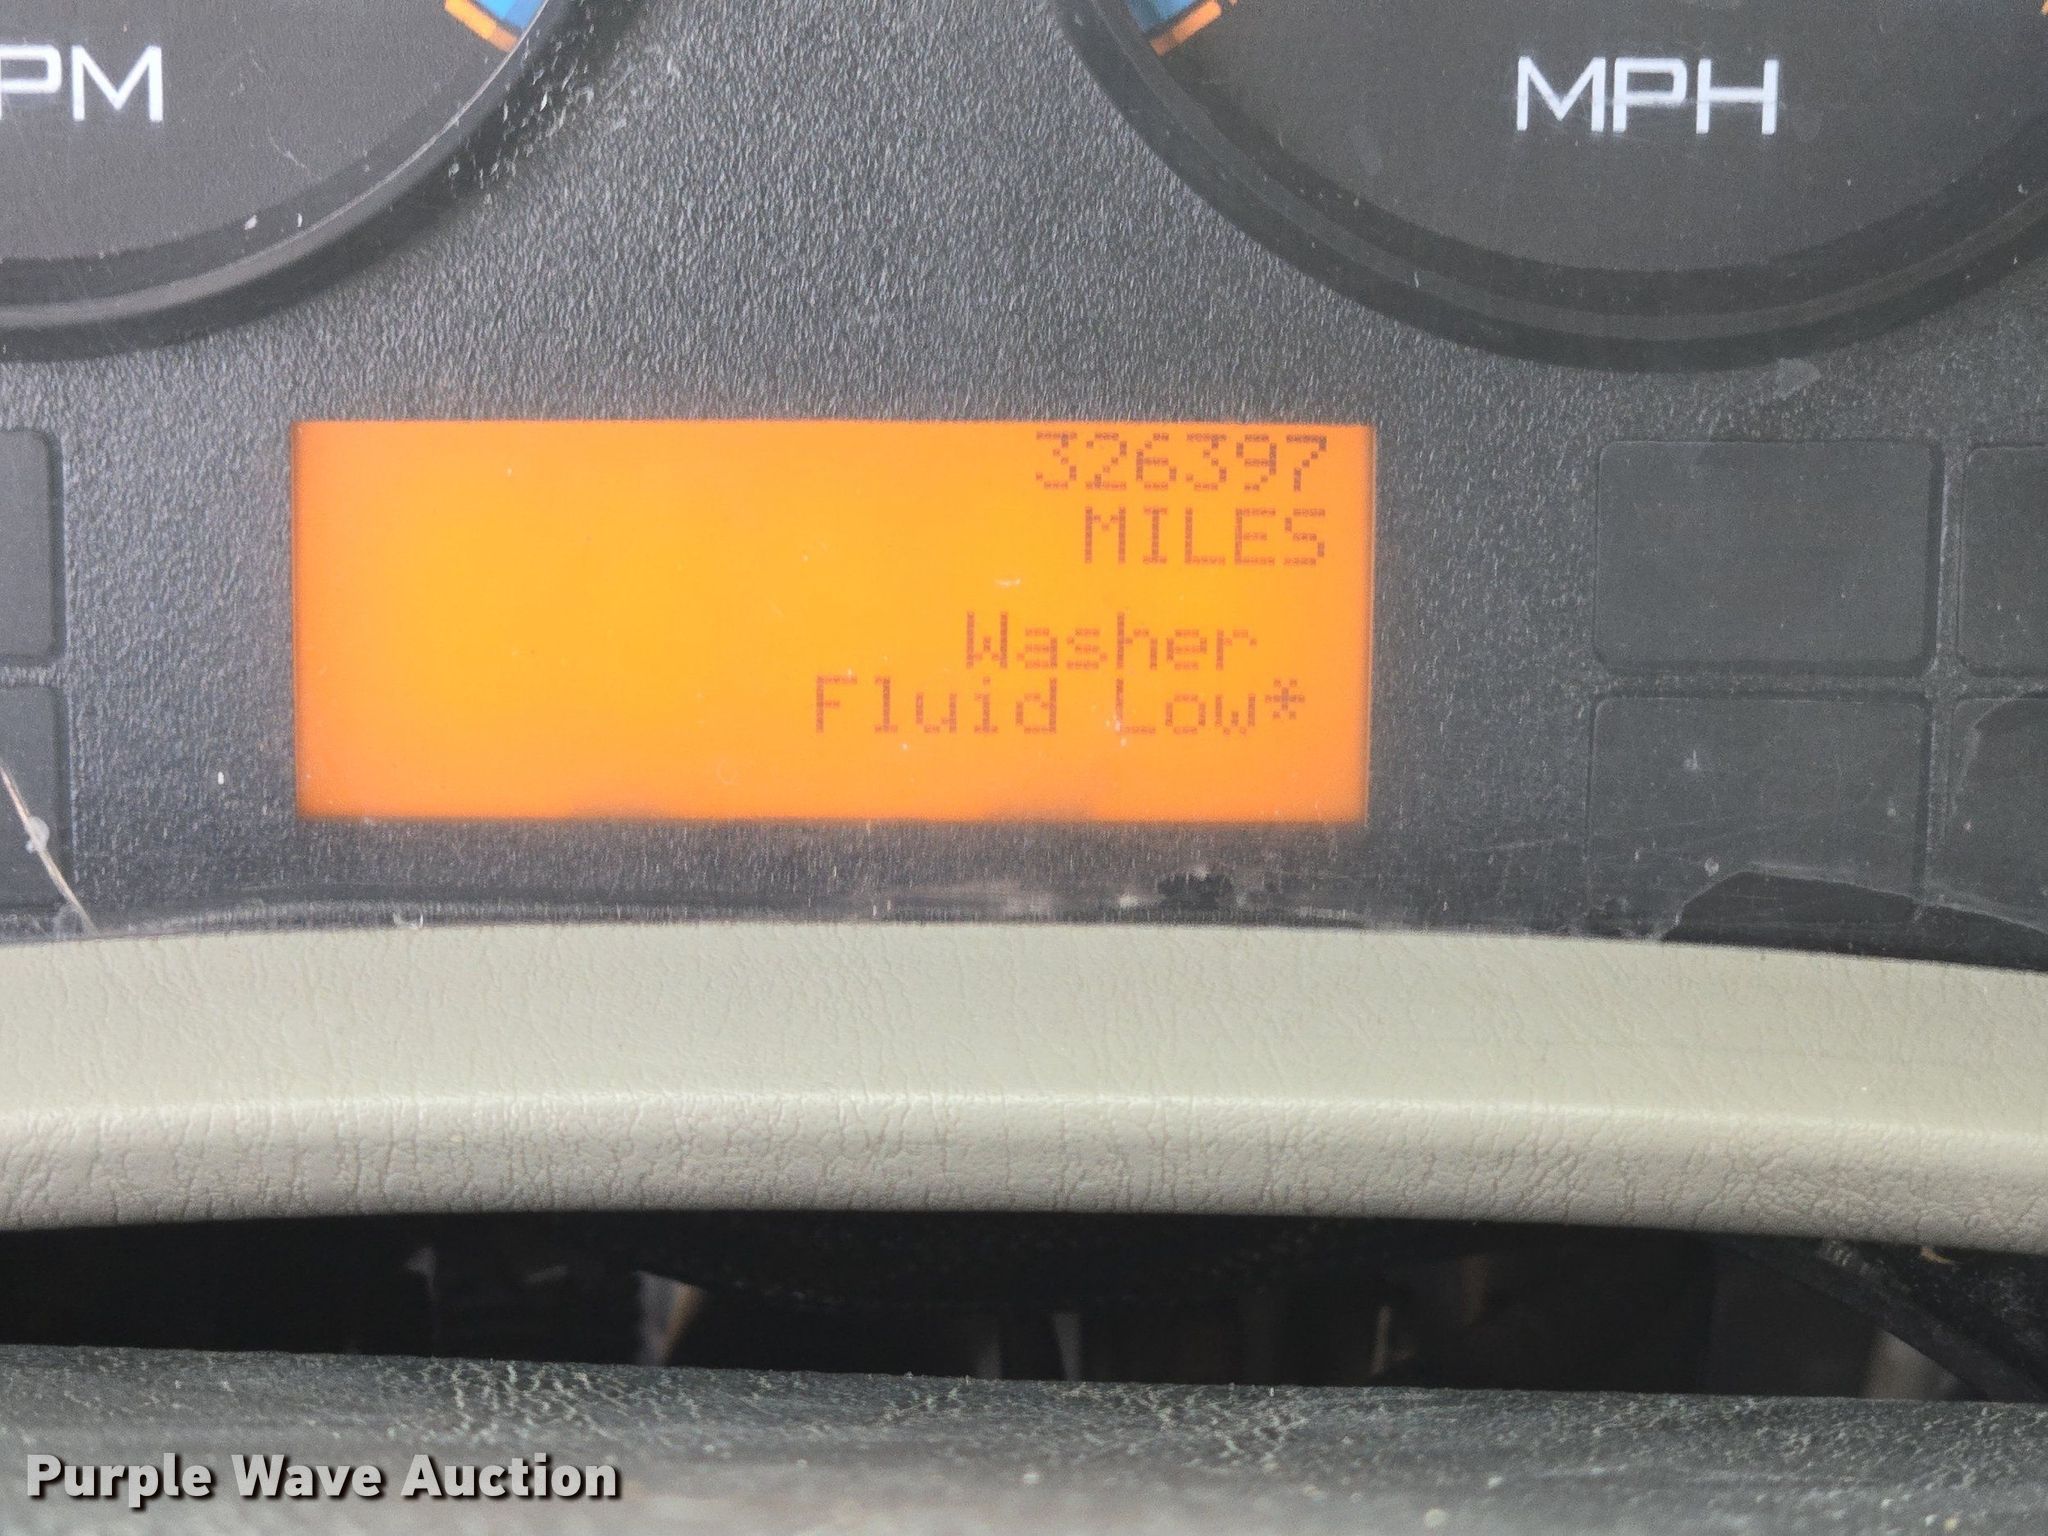 PM
MPH
326397
MILES
Washer
Fluid Low*
Purple Wave Auction